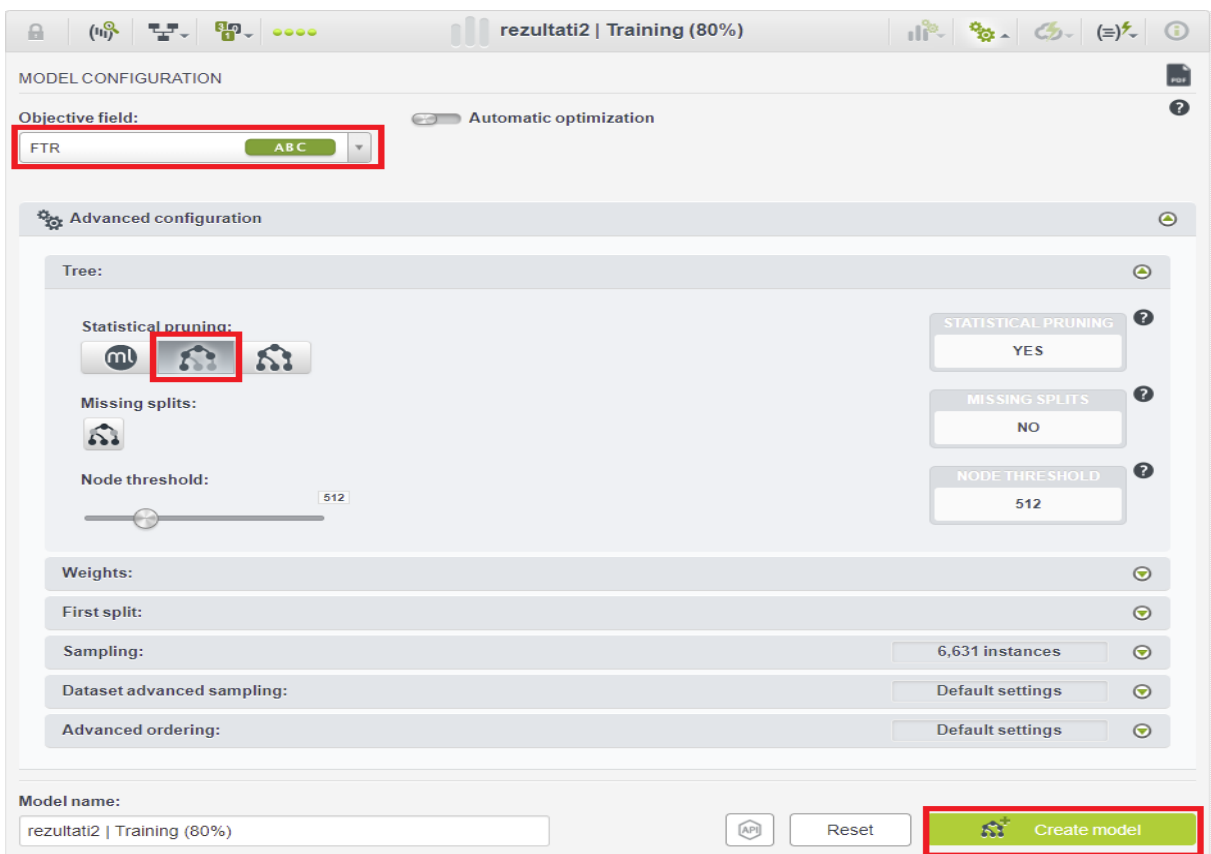 rezultati2 | Training (80%)
MODEL CONFIGURATION
PDF
Objective field:
Automatic optimization
?
FTR
ABC
Advanced configuration
Tree:
Statistical pruning:
ml
STATISTICAL PRUNING
?
YES
Missing splits:
MISSING SPLITS
?
NO
Node threshold:
512
NODE THRESHOLD
?
512
Weights:
First split:
Sampling:
6,631 instances
Dataset advanced sampling:
Default settings
Advanced ordering:
Default settings
Model name:
rezultati2 | Training (80%)
API
Reset
Create model